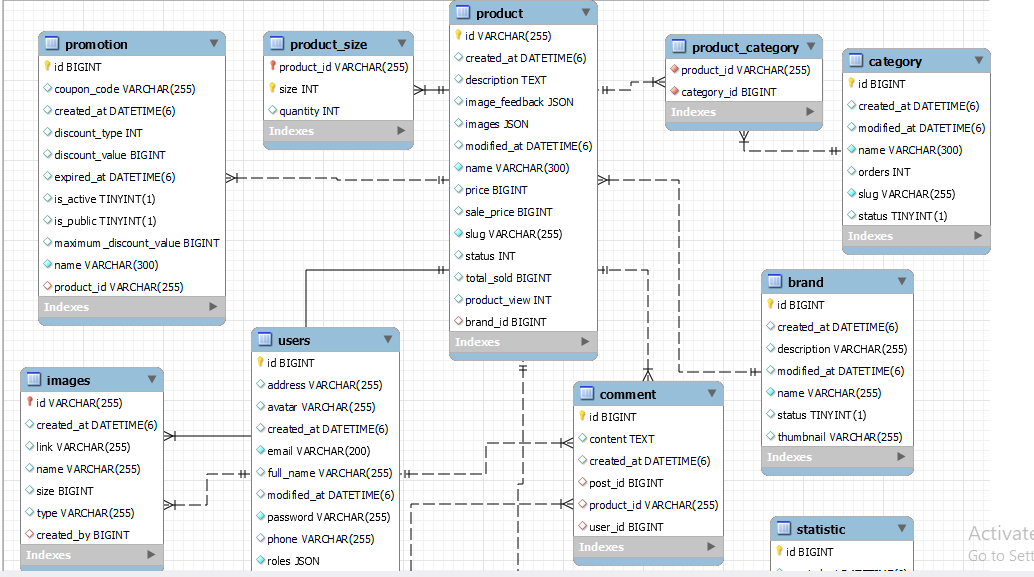 promotion
id BIGINT
coupon_code VARCHAR(255)
created_at DATETIME(6)
discount_type INT
discount_value BIGINT
expired_at DATETIME(6)
is_active TINYINT(1)
is_public TINYINT(1)
maximum_discount_value BIGINT
name VARCHAR(300)
product_id VARCHAR(255)
Indexes
product_size
product_id VARCHAR(255)
size INT
quantity INT
Indexes
product
id VARCHAR(255)
created_at DATETIME(6)
description TEXT
image_feedback JSON
images JSON
modified_at DATETIME(6)
name VARCHAR(300)
price BIGINT
sale_price BIGINT
slug VARCHAR(255)
status INT
total_sold BIGINT
product_view INT
brand_id BIGINT
Indexes
product_category
product_id VARCHAR(255)
category_id BIGINT
Indexes
category
id BIGINT
created_at DATETIME(6)
modified_at DATETIME(6)
name VARCHAR(300)
orders INT
slug VARCHAR(255)
status TINYINT(1)
Indexes
brand
id BIGINT
created_at DATETIME(6)
description VARCHAR(255)
modified_at DATETIME(6)
name VARCHAR(255)
status TINYINT(1)
thumbnail VARCHAR(255)
Indexes
images
id VARCHAR(255)
created_at DATETIME(6)
link VARCHAR(255)
name VARCHAR(255)
size BIGINT
type VARCHAR(255)
created_by BIGINT
Indexes
users
id BIGINT
address VARCHAR(255)
avatar VARCHAR(255)
created_at DATETIME(6)
email VARCHAR(200)
full_name VARCHAR(255)
modified_at DATETIME(6)
password VARCHAR(255)
phone VARCHAR(255)
roles JSON
comment
id BIGINT
content TEXT
created_at DATETIME(6)
post_id BIGINT
product_id VARCHAR(255)
user_id BIGINT
Indexes
statistic
id BIGINT
Activate
Go to Sett